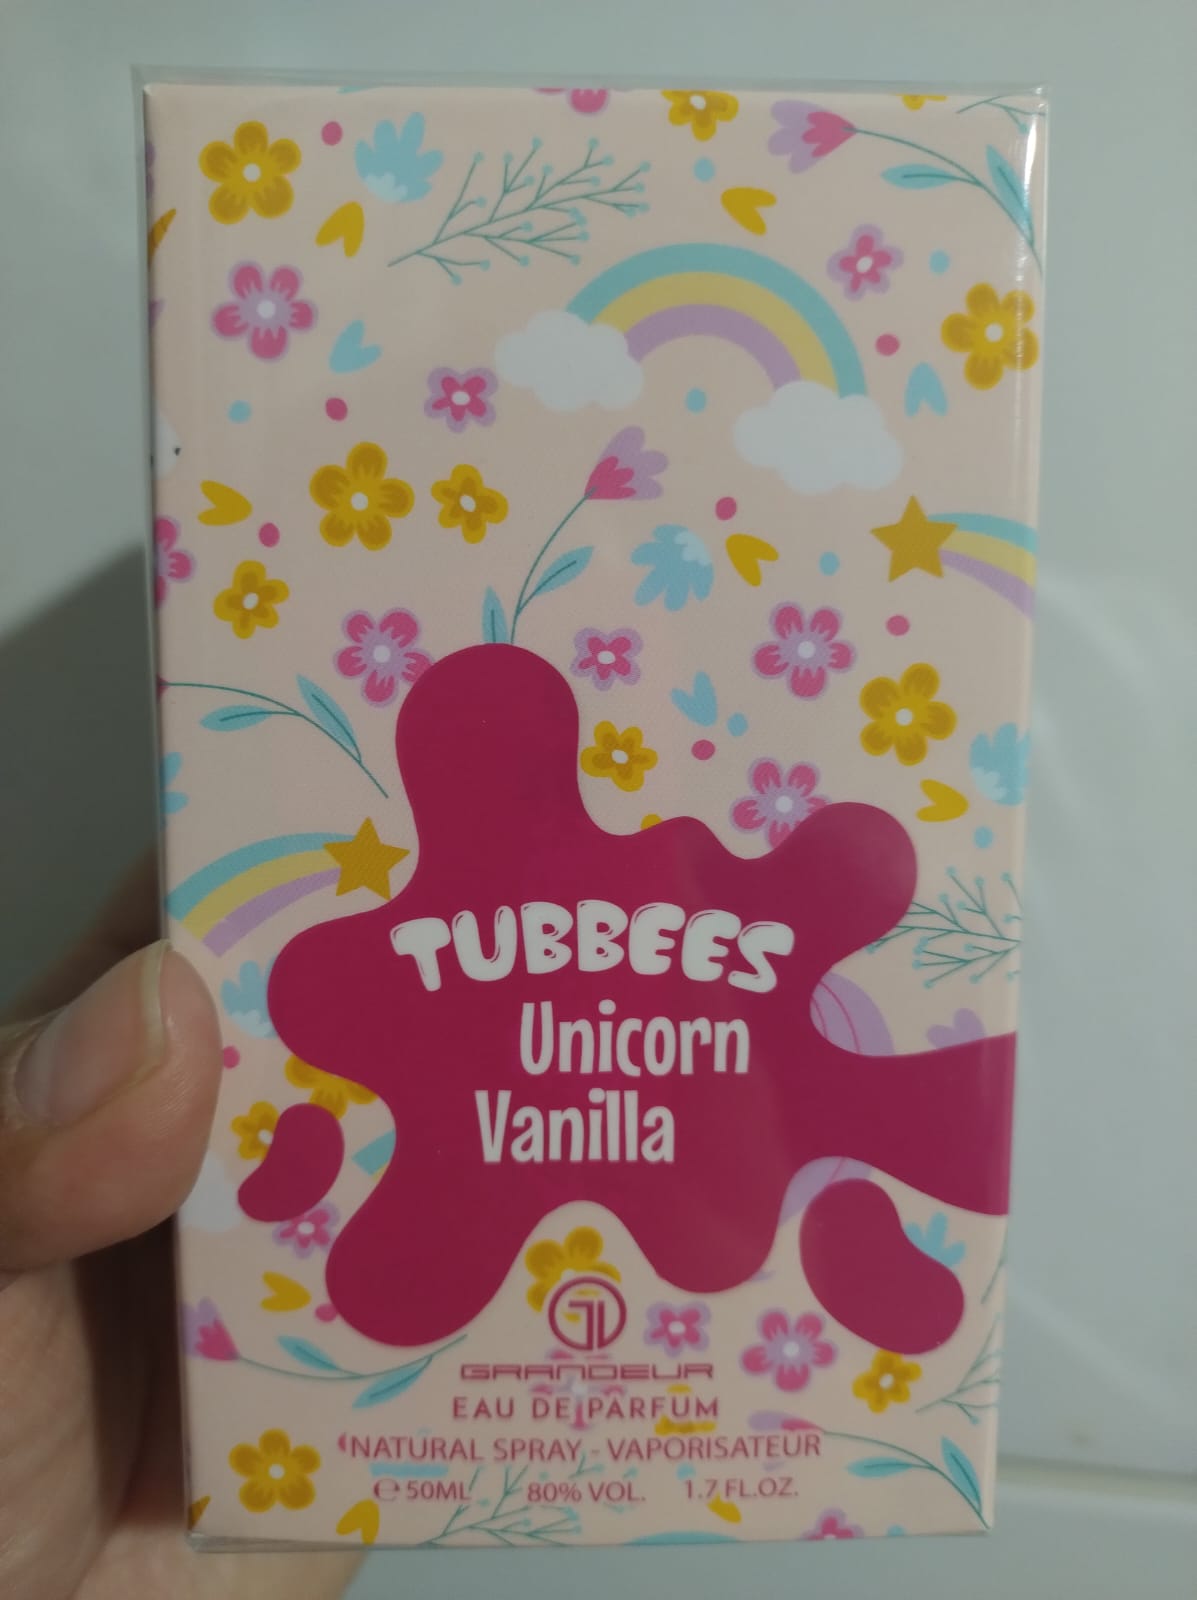 TUBBEES
Unicorn
Vanilla
GRANDEUR
EAU DE PARFUM
NATURAL SPRAY - VAPORISATEUR
℮ 50ML 80% VOL. 1.7 FL.OZ.